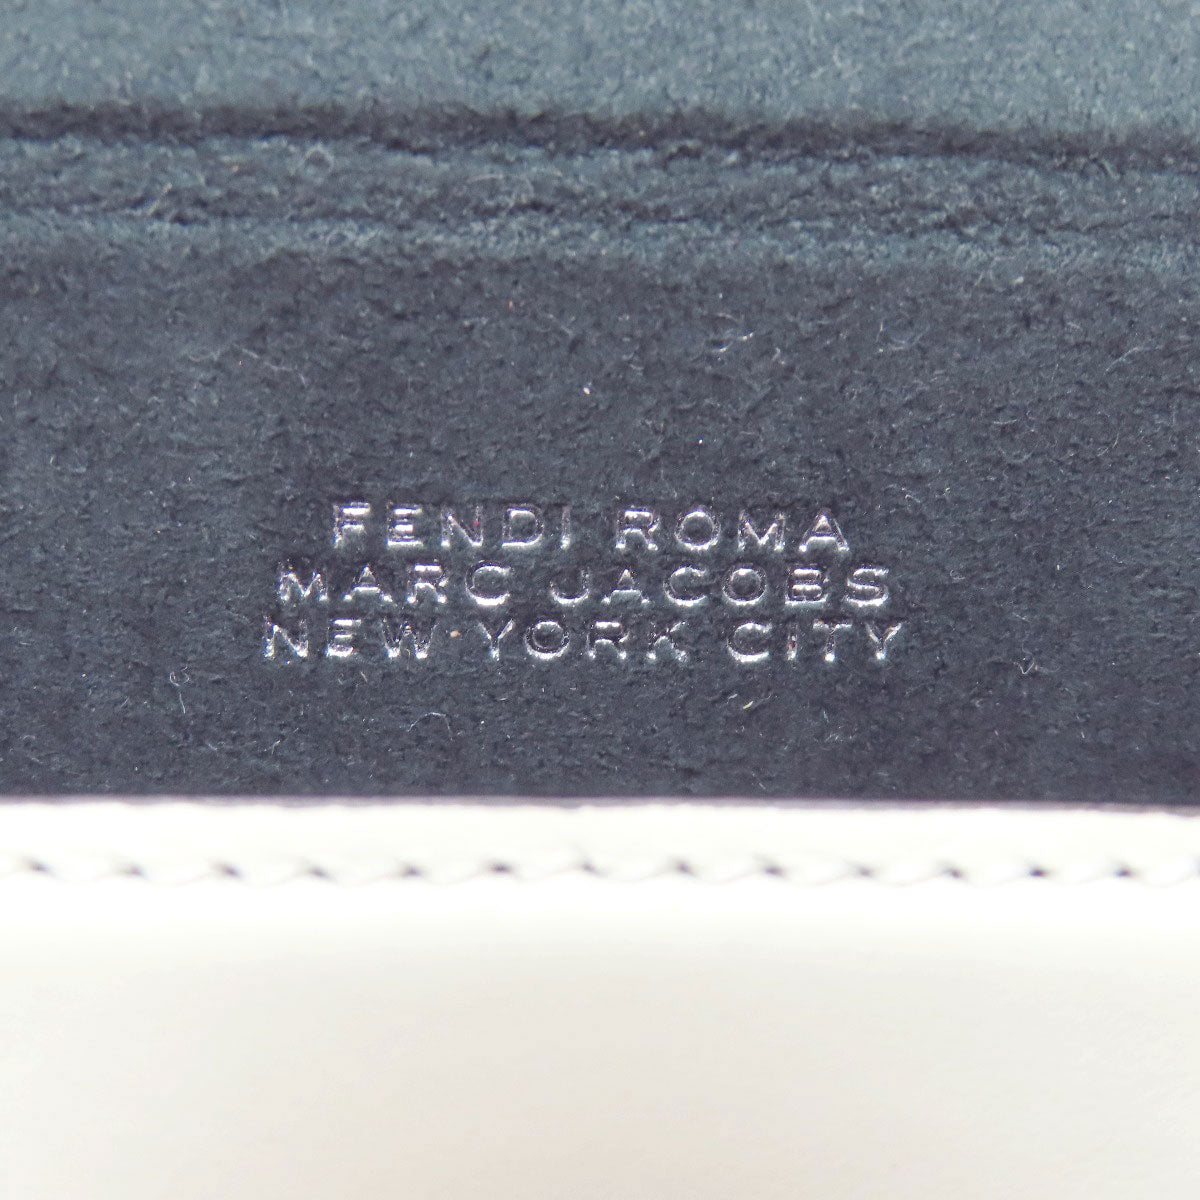 FENDI ROMA
MARC JACOBS
NEW YORK CITY